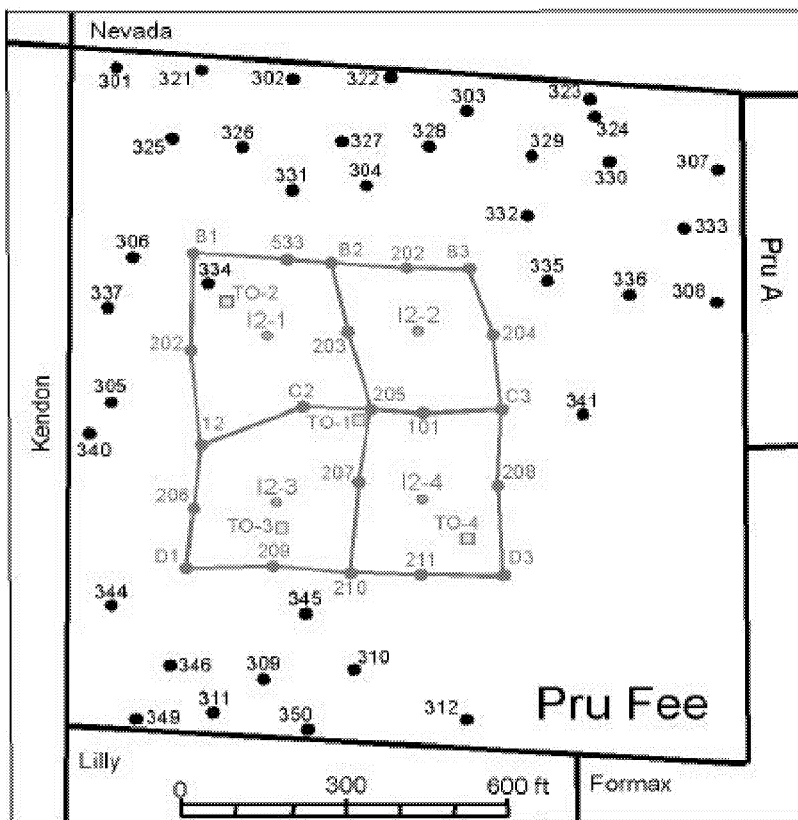 Nevada
301
321
302
322
303
323
324
325
326
327
328
329
330
307
331
304
332
333
306
B1
533
B2
202
B3
335
336
308
Pru A
334
TO-2
337
I2-1
203
I2-2
204
202
305
C2
205
C3
341
Kendon
340
12
TO-1
101
207
208
206
I2-3
I2-4
TO-3
TO-4
D1
209
210
211
D3
344
345
346
309
310
Pru Fee
349
311
350
312
Lilly
0
300
600 ft
Formax